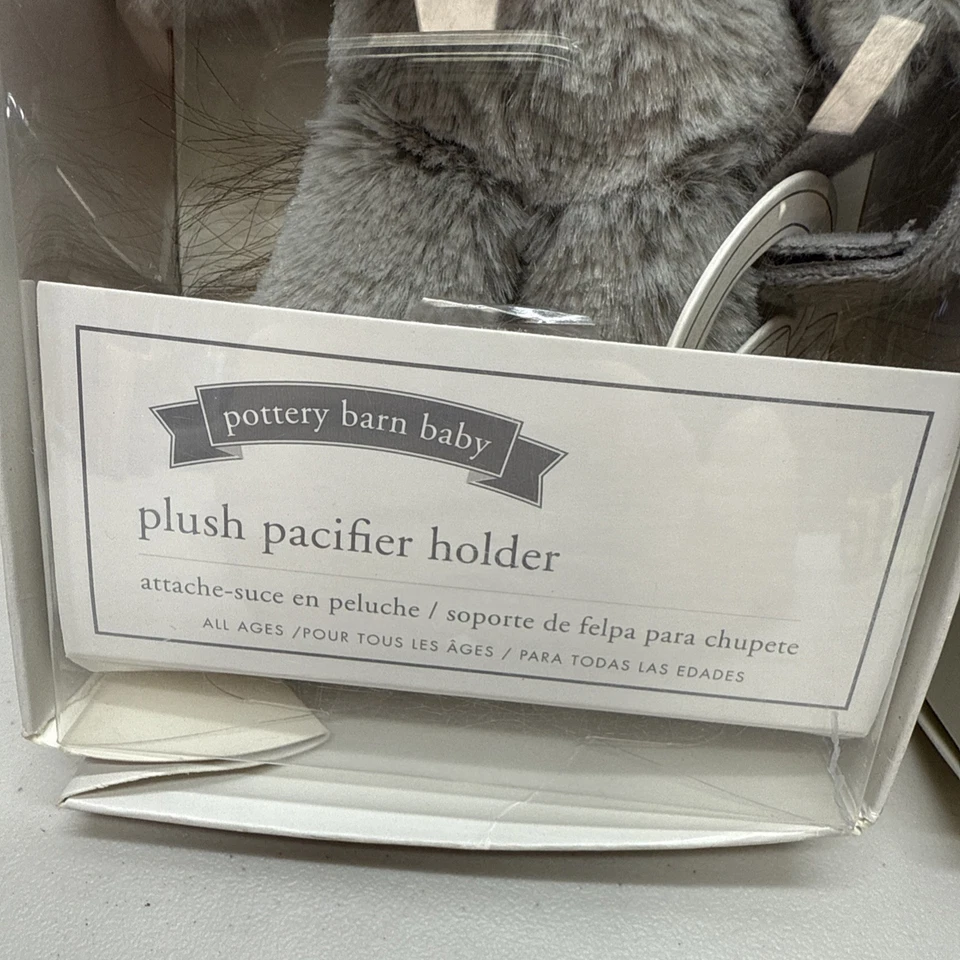 pottery barn baby
plush pacifier holder
attache-suce en peluche / soporte de felpa para chupete
ALL AGES /POUR TOUS LES ÂGES / PARA TODAS LAS EDADES